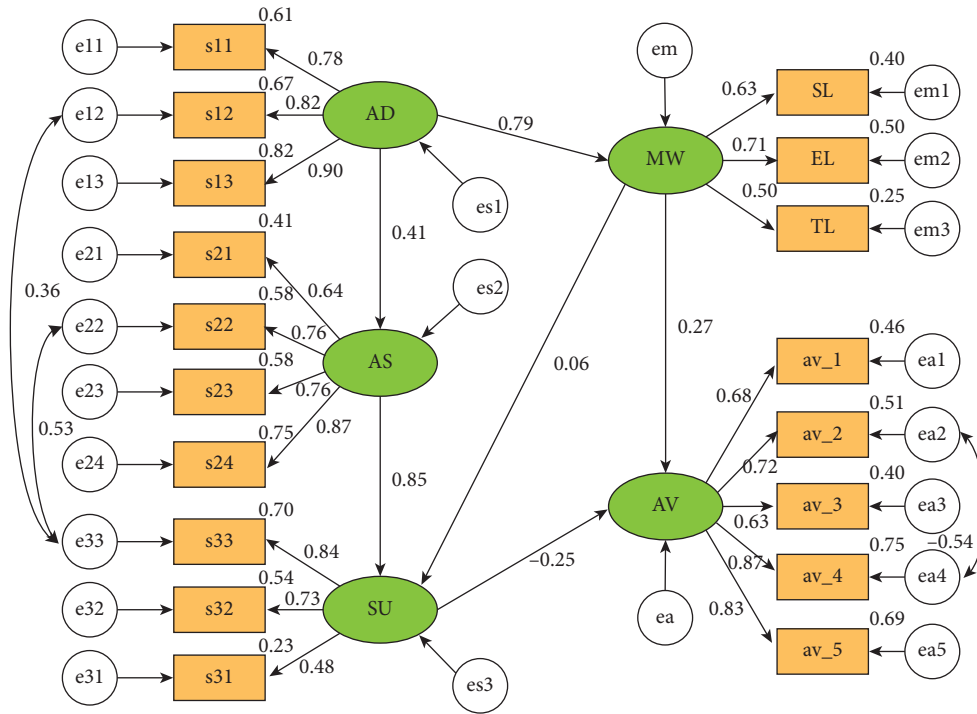 0.61
e11 s11
0.78
0.67
e12 s12 0.82 AD
0.82
e13 s13 0.90
es1
0.79
0.41
0.41
e21 s21
0.64
es2
0.36
0.58
e22 s22 0.76
0.58
AS
e23 s23 0.76
0.53
0.75 0.87
e24 s24
0.85
0.70
e33 s33 0.84
0.54
e32 s32 0.73 SU
0.23
e31 s31 0.48
es3
em
0.40
0.63 SL em1
0.50
MW 0.71 EL em2
0.50 0.25
TL em3
0.27
0.06
0.46
av_1 ea1
0.68
0.51
av_2 ea2
0.72
0.40
AV 0.63 av_3 ea3
−0.25
0.75 −0.54
0.87 av_4 ea4
0.83
0.69
ea av_5 ea5